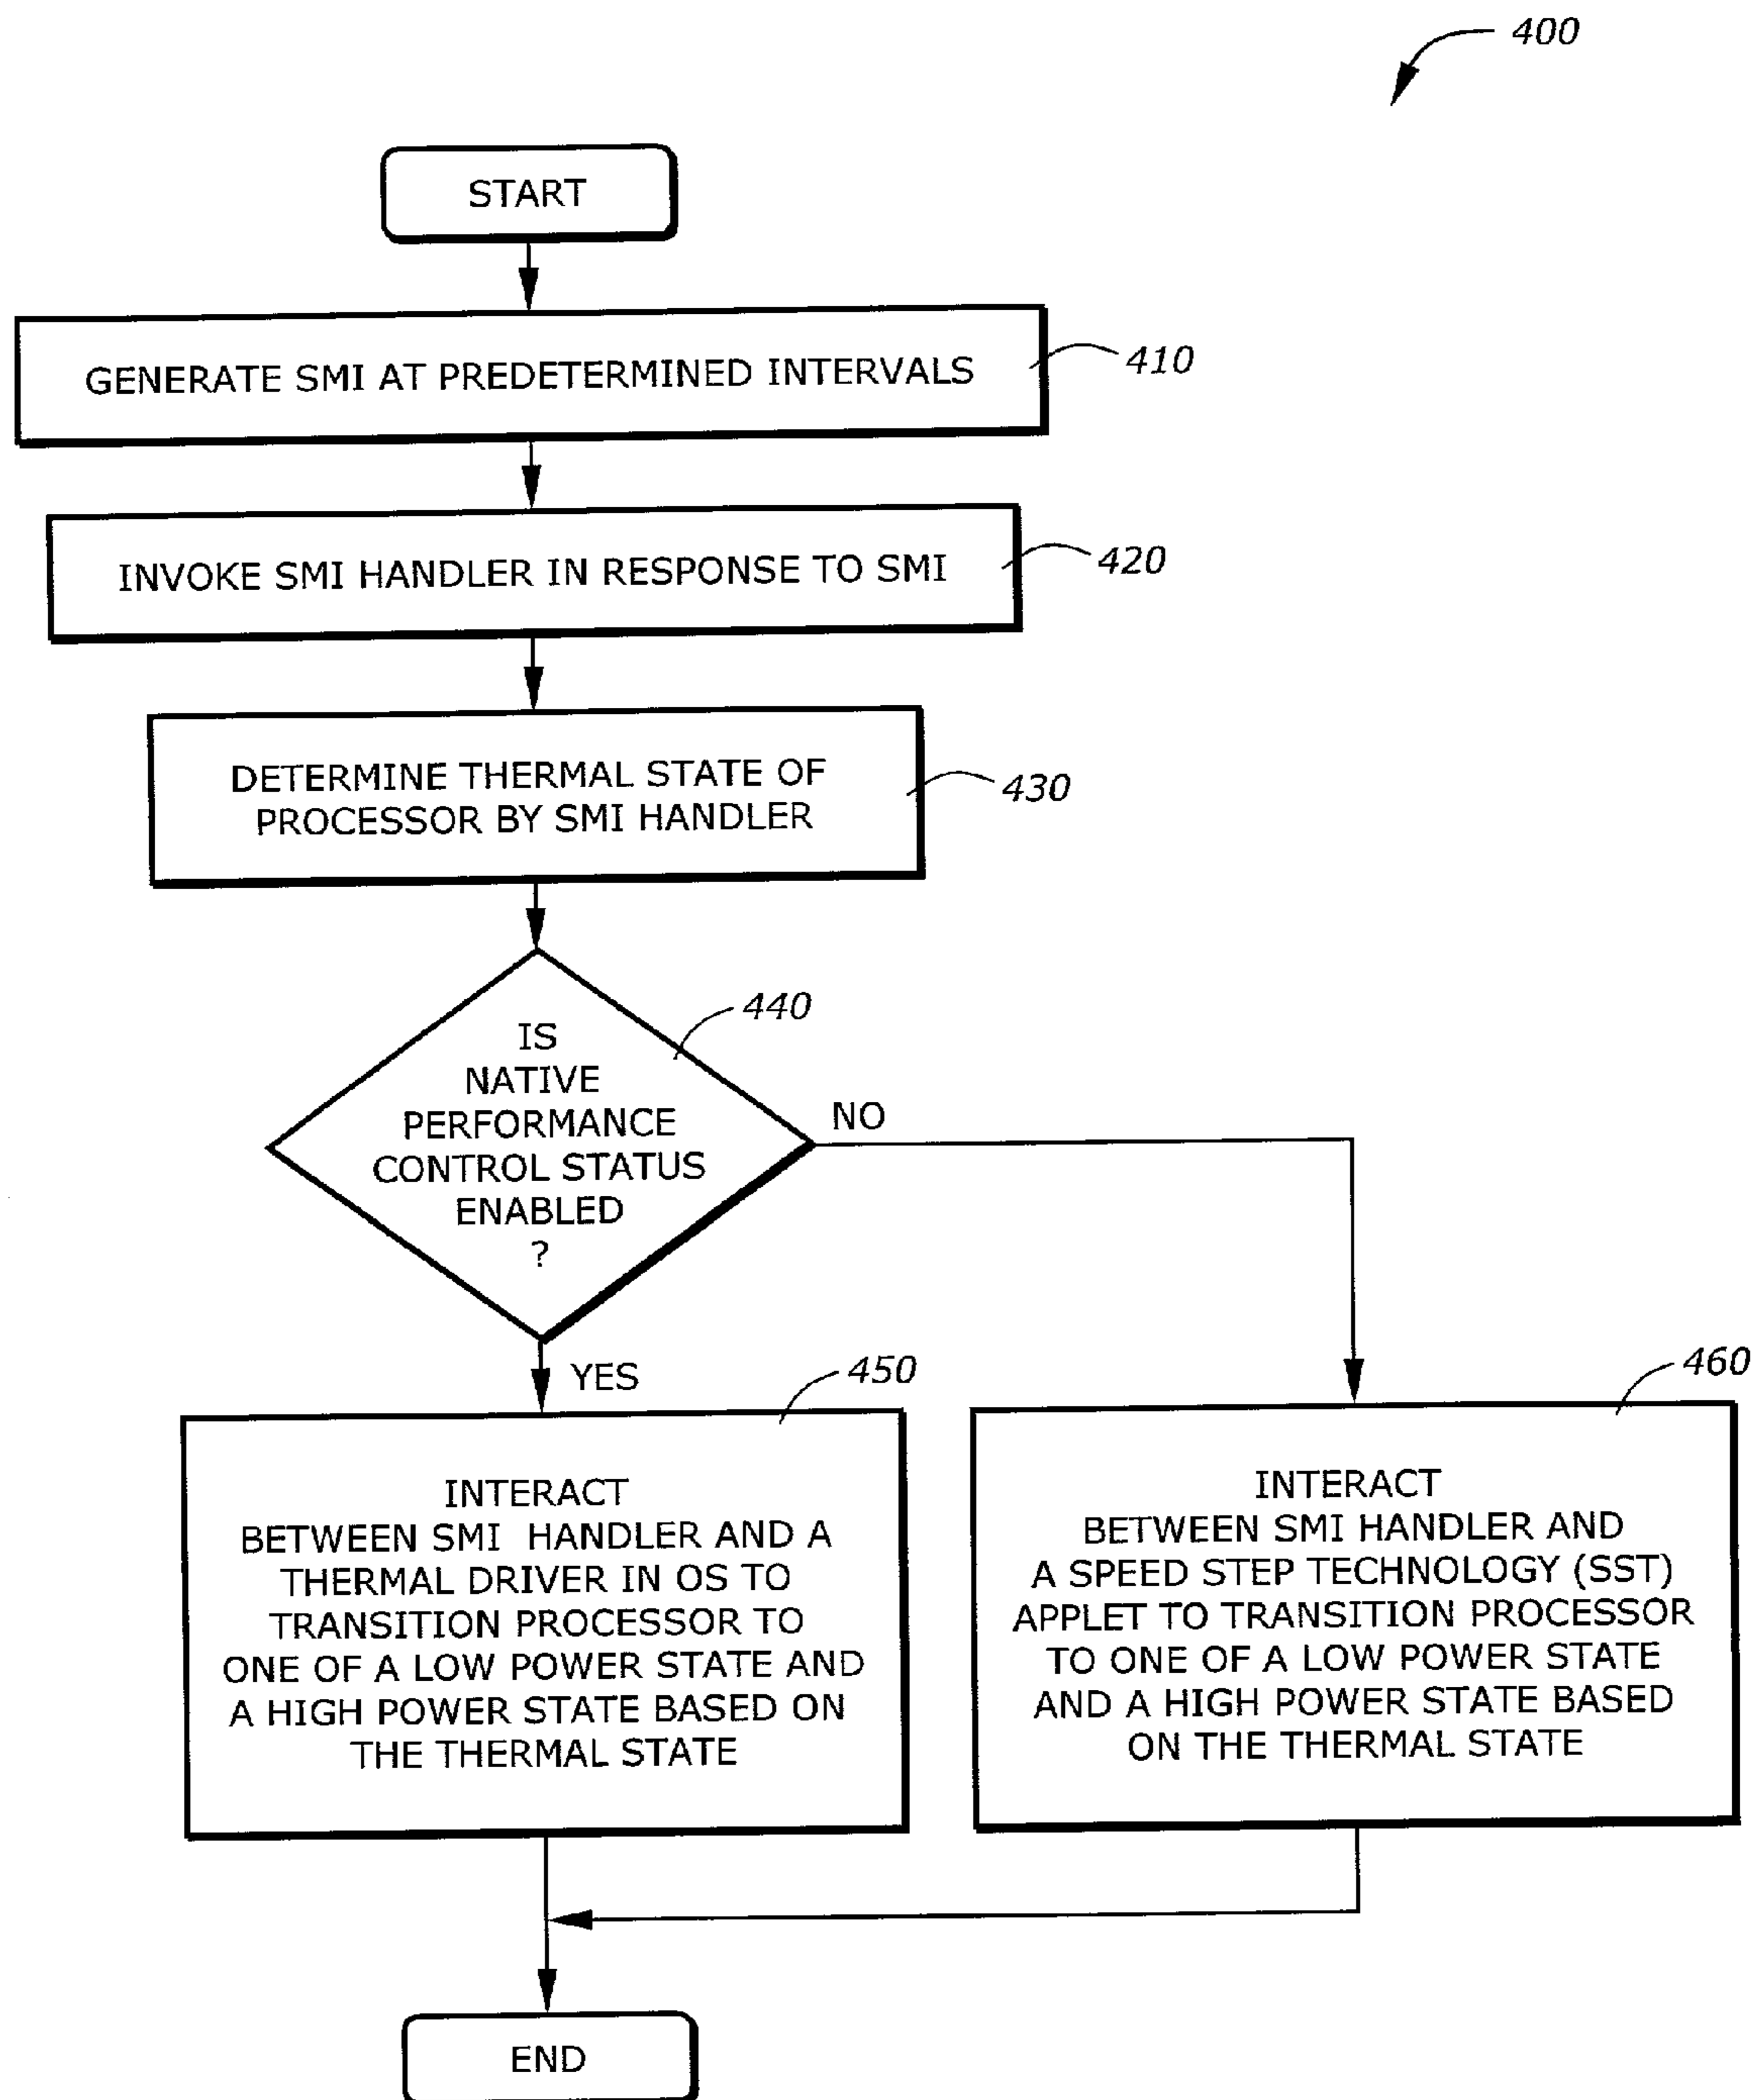 400
START
GENERATE SMI AT PREDETERMINED INTERVALS
410
INVOKE SMI HANDLER IN RESPONSE TO SMI
420
DETERMINE THERMAL STATE OF
PROCESSOR BY SMI HANDLER
430
440
IS
NATIVE
PERFORMANCE
CONTROL STATUS
ENABLED
?
NO
YES
450
INTERACT
BETWEEN SMI HANDLER AND A
THERMAL DRIVER IN OS TO
TRANSITION PROCESSOR TO
ONE OF A LOW POWER STATE AND
A HIGH POWER STATE BASED ON
THE THERMAL STATE
460
INTERACT
BETWEEN SMI HANDLER AND
A SPEED STEP TECHNOLOGY (SST)
APPLET TO TRANSITION PROCESSOR
TO ONE OF A LOW POWER STATE
AND A HIGH POWER STATE BASED
ON THE THERMAL STATE
END